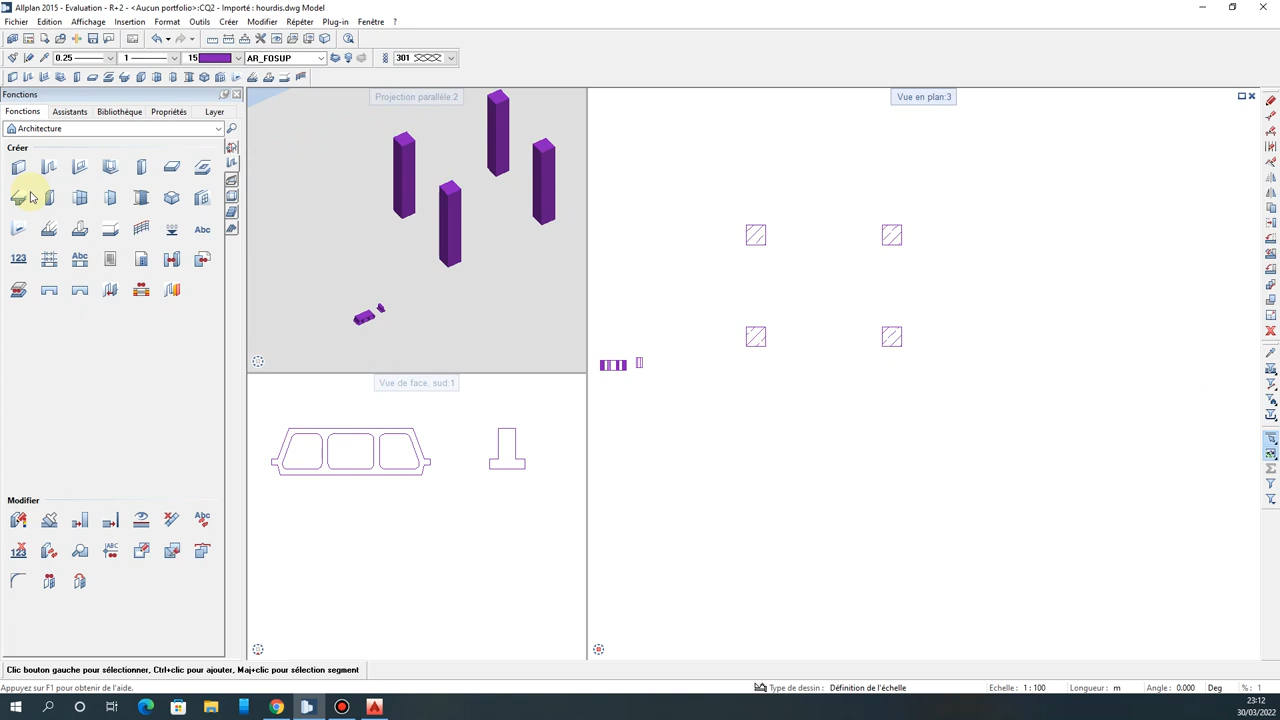 Allplan 2015 - Evaluation - R+2 - <Aucun portfolio>:CQ2 - Importé : hourdis.dwg Model
Fichier Edition Affichage Insertion Format Outils Créer Modifier Répéter Plug-in Fenêtre ?
0.25 1 15 AR_FOSUP 301
Fonctions
Fonctions Assistants Bibliothèque Propriétés Layer
Architecture
Créer
Abc
123 Abc
Modifier
Abc
123 ABC
Projection parallèle:2
Vue en plan:3
Vue de face, sud:1
Clic bouton gauche pour sélectionner, Ctrl+clic pour ajouter, Maj+clic pour sélection segment
Appuyez sur F1 pour obtenir de l'aide. Type de dessin : Définition de l'échelle Echelle : 1 : 100 Longueur : m Angle : 0.000 Deg % : 1
23:12
30/03/2022